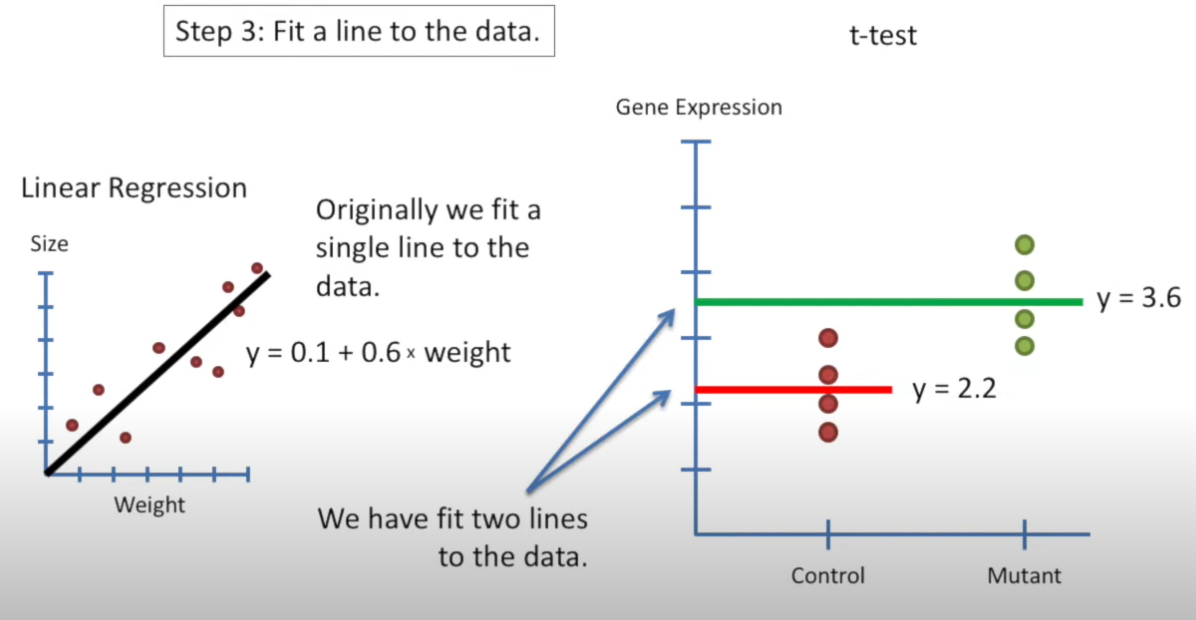 Step 3: Fit a line to the data.
t-test
Gene Expression
Linear Regression
Size
Originally we fit a
single line to the
data.
y = 0.1 + 0.6 × weight
Weight
We have fit two lines
to the data.
y = 3.6
y = 2.2
Control
Mutant